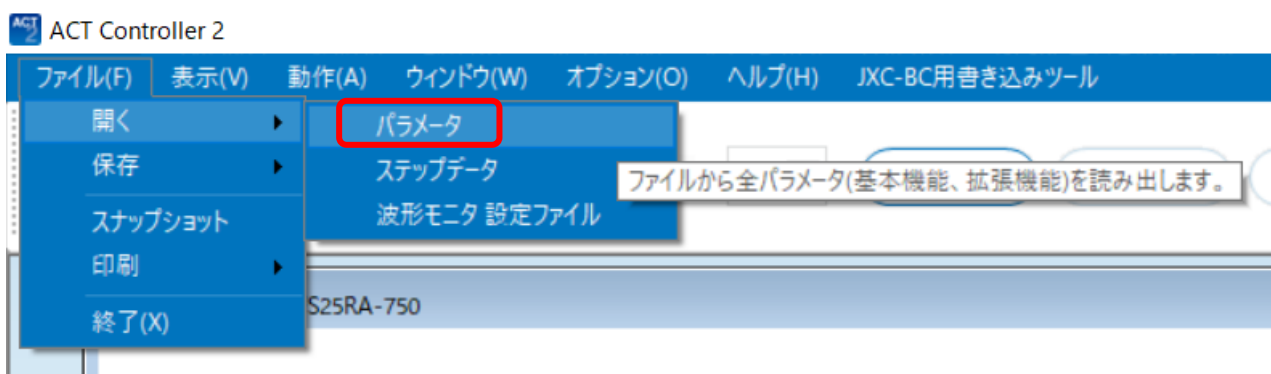 ACT Controller 2
ファイル(F) 表示(V) 動作(A) ウィンドウ(W) オプション(O) ヘルプ(H) JXC-BC用書き込みツール
開く
保存
スナップショット
印刷
終了(X)
パラメータ
ステップデータ
波形モニタ 設定ファイル
ファイルから全パラメータ(基本機能、拡張機能)を読み出します。
S25RA-750